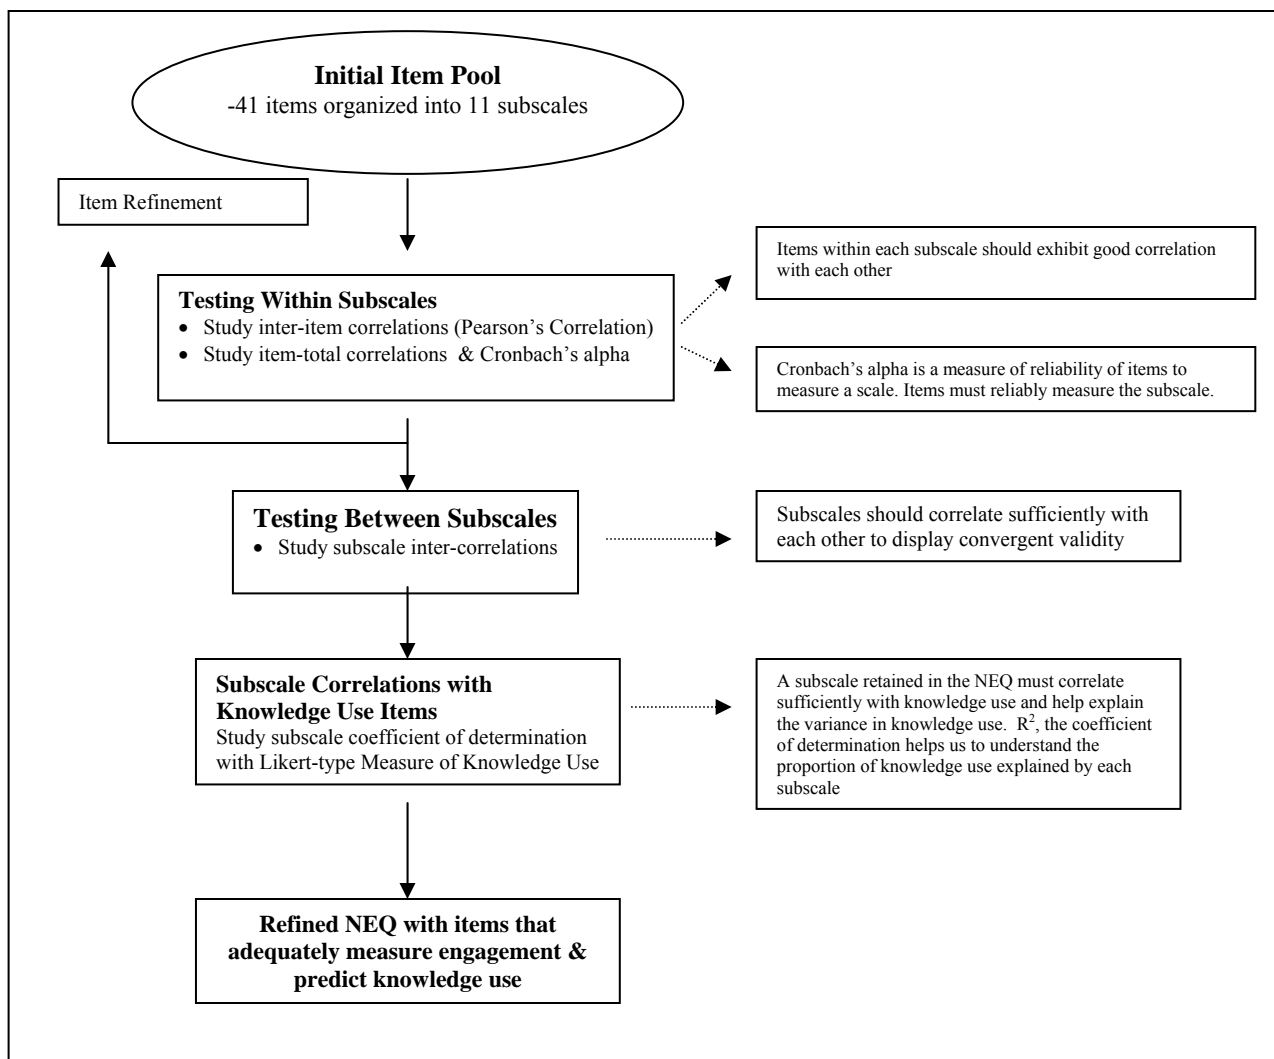 Initial Item Pool
-41 items organized into 11 subscales
Item Refinement
Items within each subscale should exhibit good correlation
with each other
Testing Within Subscales
• Study inter-item correlations (Pearson’s Correlation)
• Study item-total correlations & Cronbach’s alpha
Cronbach’s alpha is a measure of reliability of items to
measure a scale. Items must reliably measure the subscale.
Testing Between Subscales
• Study subscale inter-correlations
Subscales should correlate sufficiently with
each other to display convergent validity
Subscale Correlations with
Knowledge Use Items
Study subscale coefficient of determination
with Likert-type Measure of Knowledge Use
A subscale retained in the NEQ must correlate
sufficiently with knowledge use and help explain
the variance in knowledge use. R², the coefficient
of determination helps us to understand the
proportion of knowledge use explained by each
subscale
Refined NEQ with items that
adequately measure engagement &
predict knowledge use